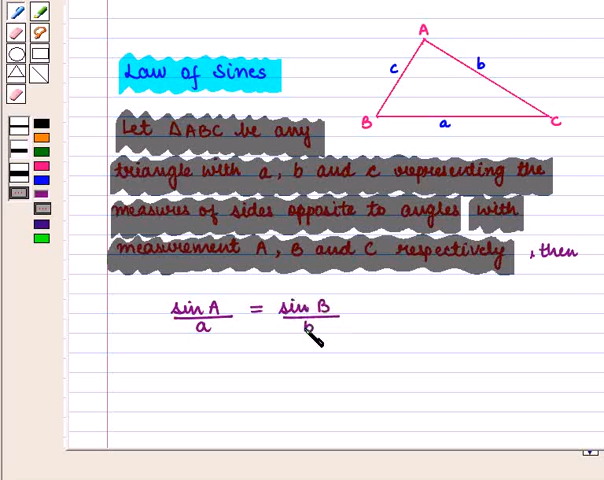 A
c
b
B
a
C
Law of Sines
Let ΔABC be any
triangle with a, b and c representing the
measures of sides opposite to angles with
measurement A, B and C respectively, then
sin A / a = sin B / b